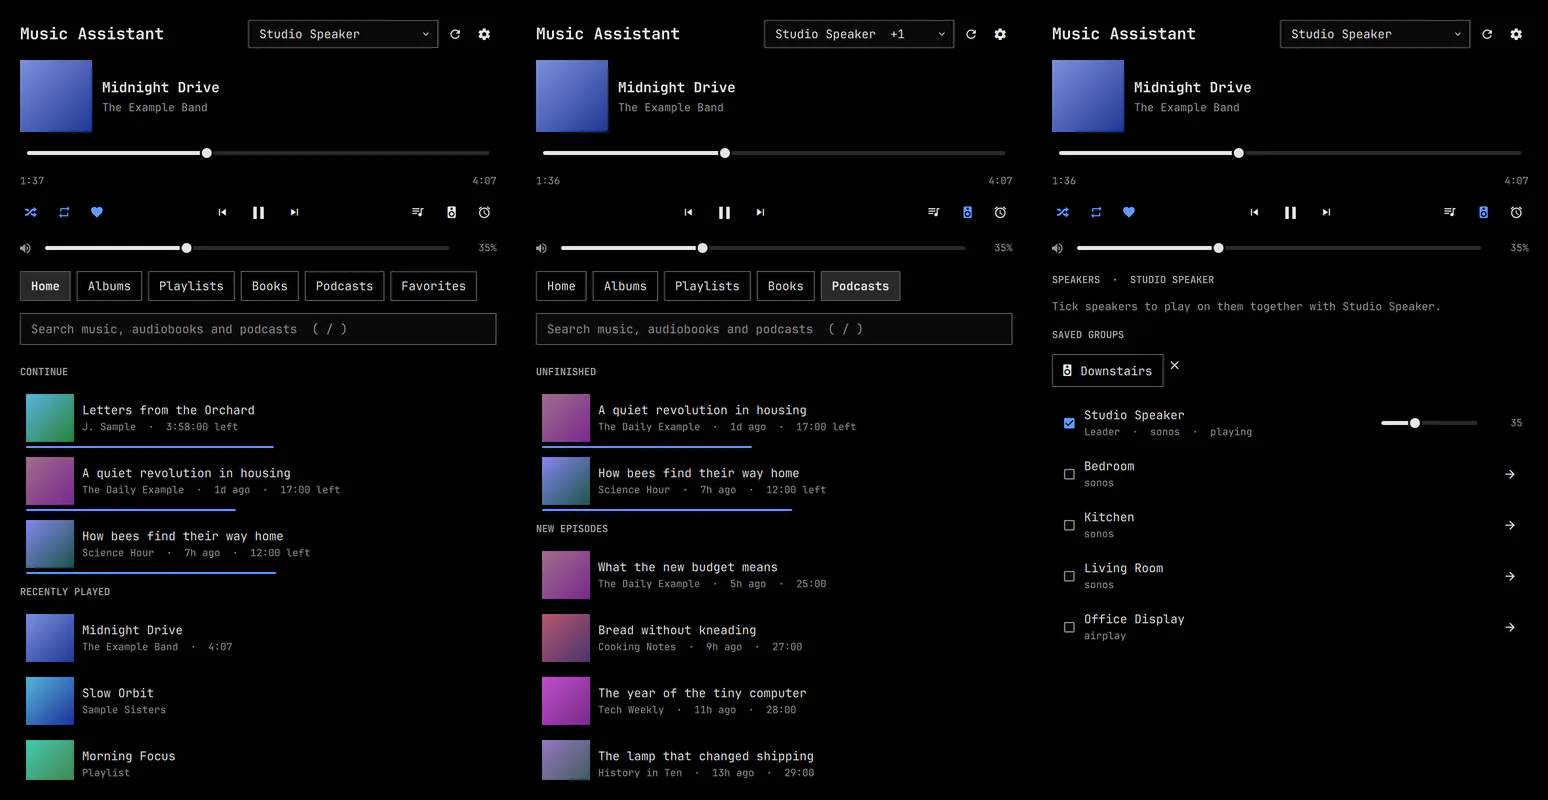 Music Assistant
Studio Speaker
Midnight Drive
The Example Band
1:37 4:07
35%
Home Albums Playlists Books Podcasts Favorites
Search music, audiobooks and podcasts ( / )
CONTINUE
Letters from the Orchard
J. Sample · 3:58:00 left
A quiet revolution in housing
The Daily Example · 1d ago · 17:00 left
How bees find their way home
Science Hour · 7h ago · 12:00 left
RECENTLY PLAYED
Midnight Drive
The Example Band · 4:07
Slow Orbit
Sample Sisters
Morning Focus
Playlist
Music Assistant
Studio Speaker +1
Midnight Drive
The Example Band
1:36 4:07
35%
Home Albums Playlists Books Podcasts
Search music, audiobooks and podcasts ( / )
UNFINISHED
A quiet revolution in housing
The Daily Example · 1d ago · 17:00 left
How bees find their way home
Science Hour · 7h ago · 12:00 left
NEW EPISODES
What the new budget means
The Daily Example · 5h ago · 25:00
Bread without kneading
Cooking Notes · 9h ago · 27:00
The year of the tiny computer
Tech Weekly · 11h ago · 28:00
The lamp that changed shipping
History in Ten · 13h ago · 29:00
Music Assistant
Studio Speaker
Midnight Drive
The Example Band
1:36 4:07
35%
SPEAKERS · STUDIO SPEAKER
Tick speakers to play on them together with Studio Speaker.
SAVED GROUPS
Downstairs
Studio Speaker
Leader · sonos · playing
35
Bedroom
sonos
Kitchen
sonos
Living Room
sonos
Office Display
airplay